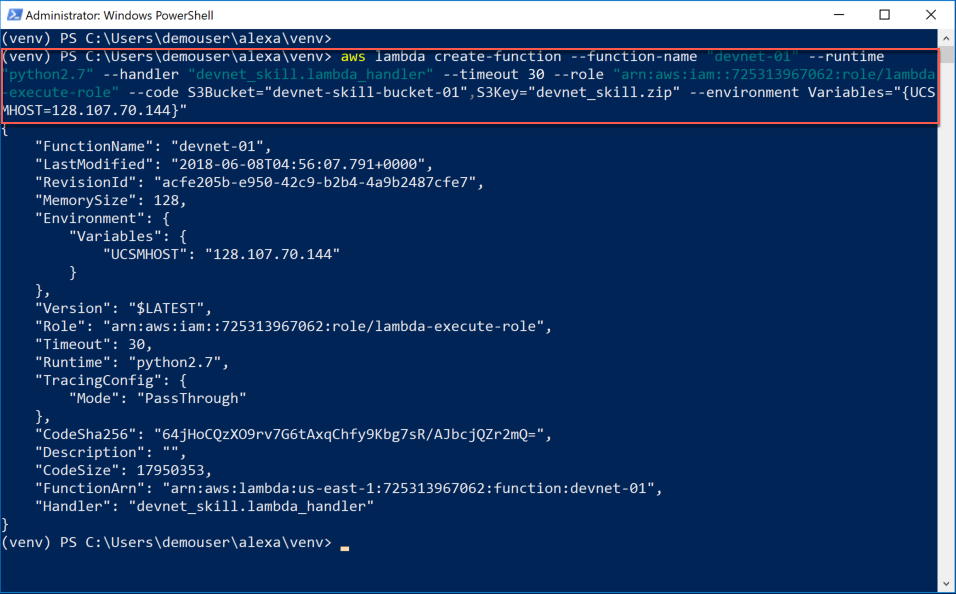 Administrator: Windows PowerShell
(venv) PS C:\Users\demouser\alexa\venv>
(venv) PS C:\Users\demouser\alexa\venv> aws lambda create-function --function-name "devnet-01" --runtime
"python2.7" --handler "devnet_skill.lambda_handler" --timeout 30 --role "arn:aws:iam::725313967062:role/lambda
-execute-role" --code S3Bucket="devnet-skill-bucket-01",S3Key="devnet_skill.zip" --environment Variables="{UCS
MHOST=128.107.70.144}"
{
    "FunctionName": "devnet-01",
    "LastModified": "2018-06-08T04:56:07.791+0000",
    "RevisionId": "acfe205b-e950-42c9-b2b4-4a9b2487cfe7",
    "MemorySize": 128,
    "Environment": {
        "Variables": {
            "UCSMHOST": "128.107.70.144"
        }
    },
    "Version": "$LATEST",
    "Role": "arn:aws:iam::725313967062:role/lambda-execute-role",
    "Timeout": 30,
    "Runtime": "python2.7",
    "TracingConfig": {
        "Mode": "PassThrough"
    },
    "CodeSha256": "64jHoCQzXO9rv7G6tAxqChfy9Kbg7sR/AJbcjQZr2mQ=",
    "Description": "",
    "CodeSize": 17950353,
    "FunctionArn": "arn:aws:lambda:us-east-1:725313967062:function:devnet-01",
    "Handler": "devnet_skill.lambda_handler"
}
(venv) PS C:\Users\demouser\alexa\venv>